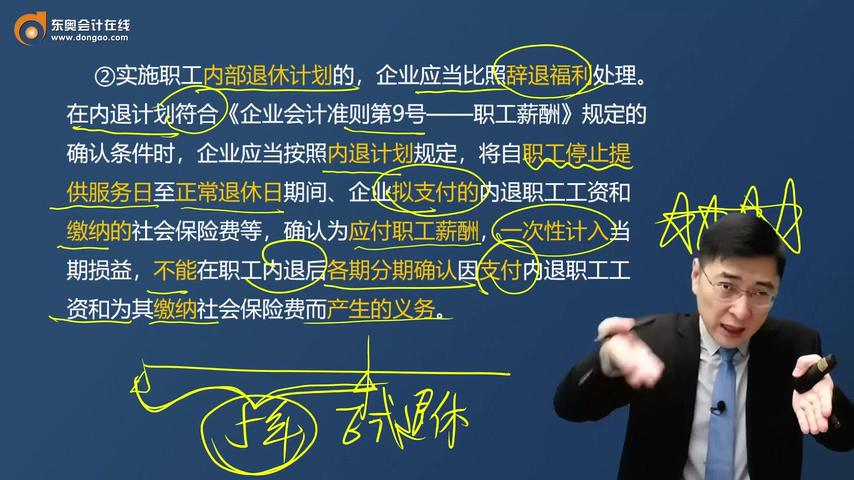 东奥会计在线
www.dongao.com
②实施职工内部退休计划的，企业应当比照辞退福利处理。
在内退计划符合《企业会计准则第9号——职工薪酬》规定的
确认条件时，企业应当按照内退计划规定，将自职工停止提
供服务日至正常退休日期间、企业拟支付的内退职工工资和
缴纳的社会保险费等，确认为应付职工薪酬，一次性计入当
期损益，不能在职工内退后各期分期确认因支付内退职工工
资和为其缴纳社会保险费而产生的义务。
正式退休